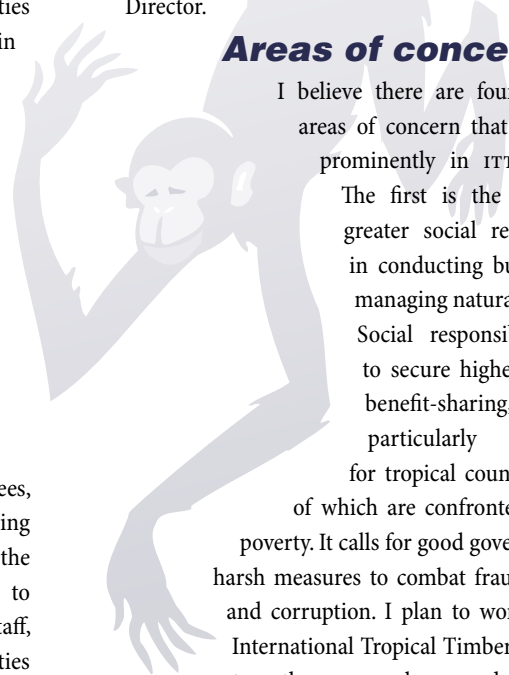 ties
in
ees,
ing
the
to
taff,
ties
Director.
Areas of conce
I believe there are four
areas of concern that
prominently in ITT
The first is the
greater social re
in conducting bu
managing natura
Social responsi
to secure highe
benefit-sharing,
particularly
for tropical coun
of which are confronte
poverty. It calls for good gove
harsh measures to combat frau
and corruption. I plan to wor
International Tropical Timber